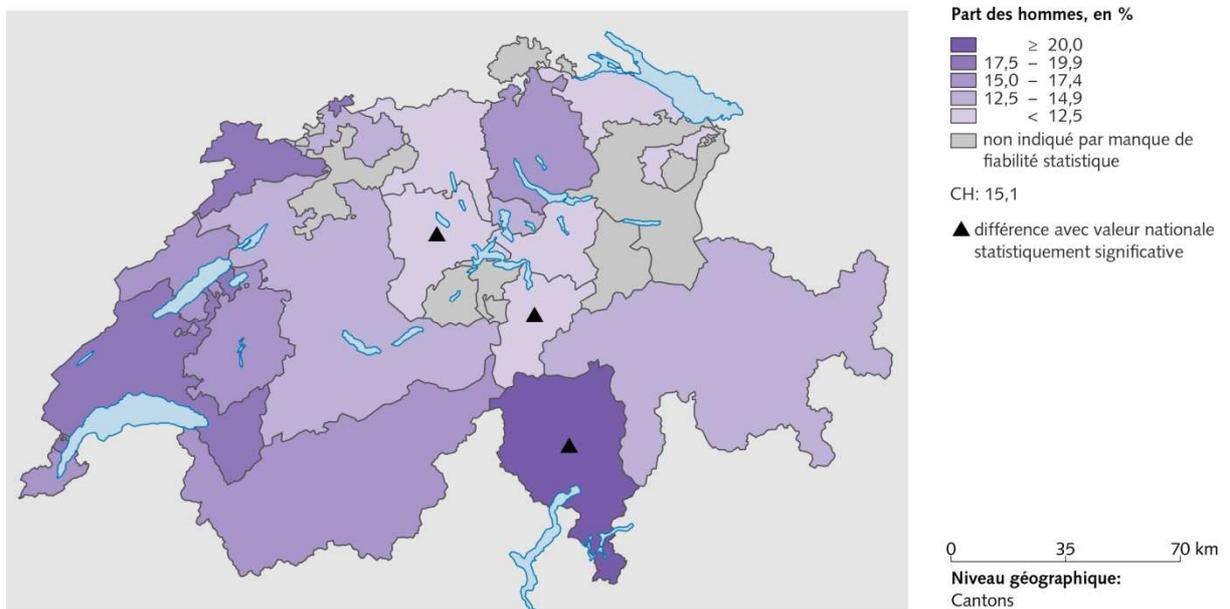 Part des hommes, en %
≥ 20,0
17,5 – 19,9
15,0 – 17,4
12,5 – 14,9
< 12,5
non indiqué par manque de
fiabilité statistique
CH: 15,1
différence avec valeur nationale
statistiquement significative
0 35 70 km
Niveau géographique:
Cantons